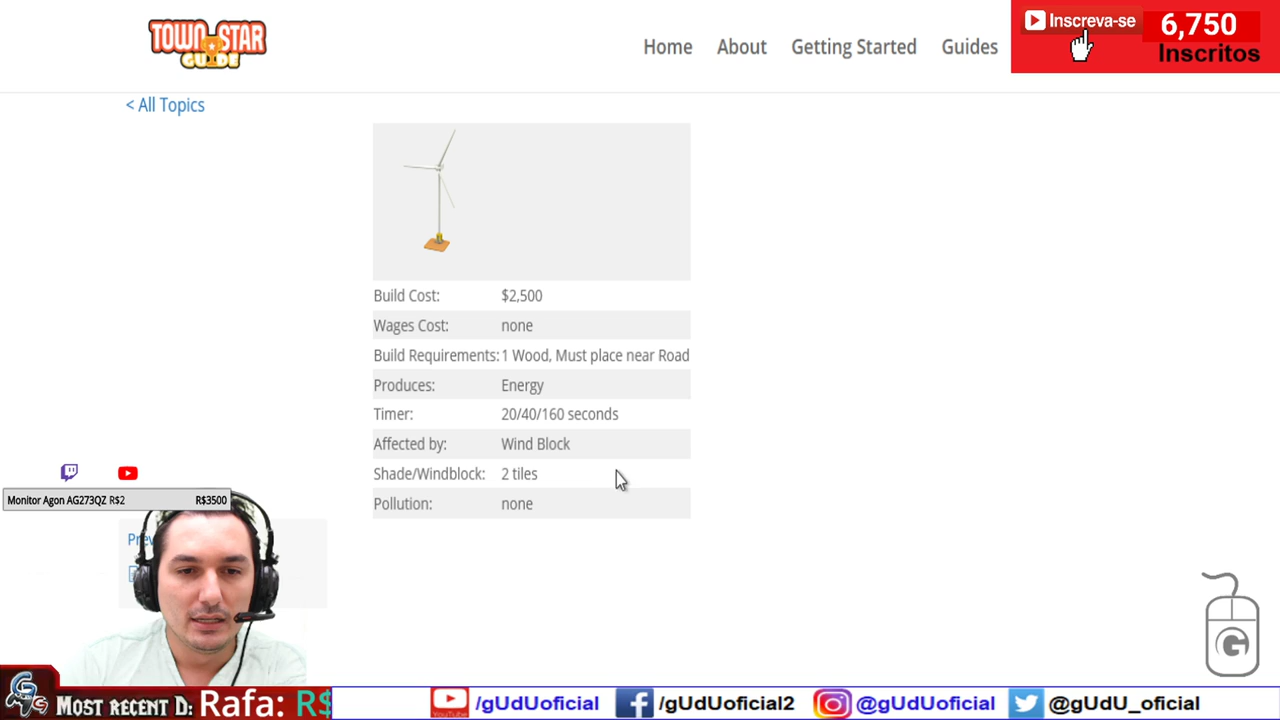 TOWN STAR
GUIDE
Home About Getting Started Guides
Inscreva-se
6,750
Inscritos
< All Topics
Build Cost: $2,500
Wages Cost: none
Build Requirements: 1 Wood, Must place near Road
Produces: Energy
Timer: 20/40/160 seconds
Affected by: Wind Block
Shade/Windblock: 2 tiles
Pollution: none
Monitor Agon AG273QZ R$2 R$3500
MOST RECENT D: Rafa: R$
YouTube
/gUdUoficial
/gUdUoficial2
@gUdUoficial
@gUdU_oficial